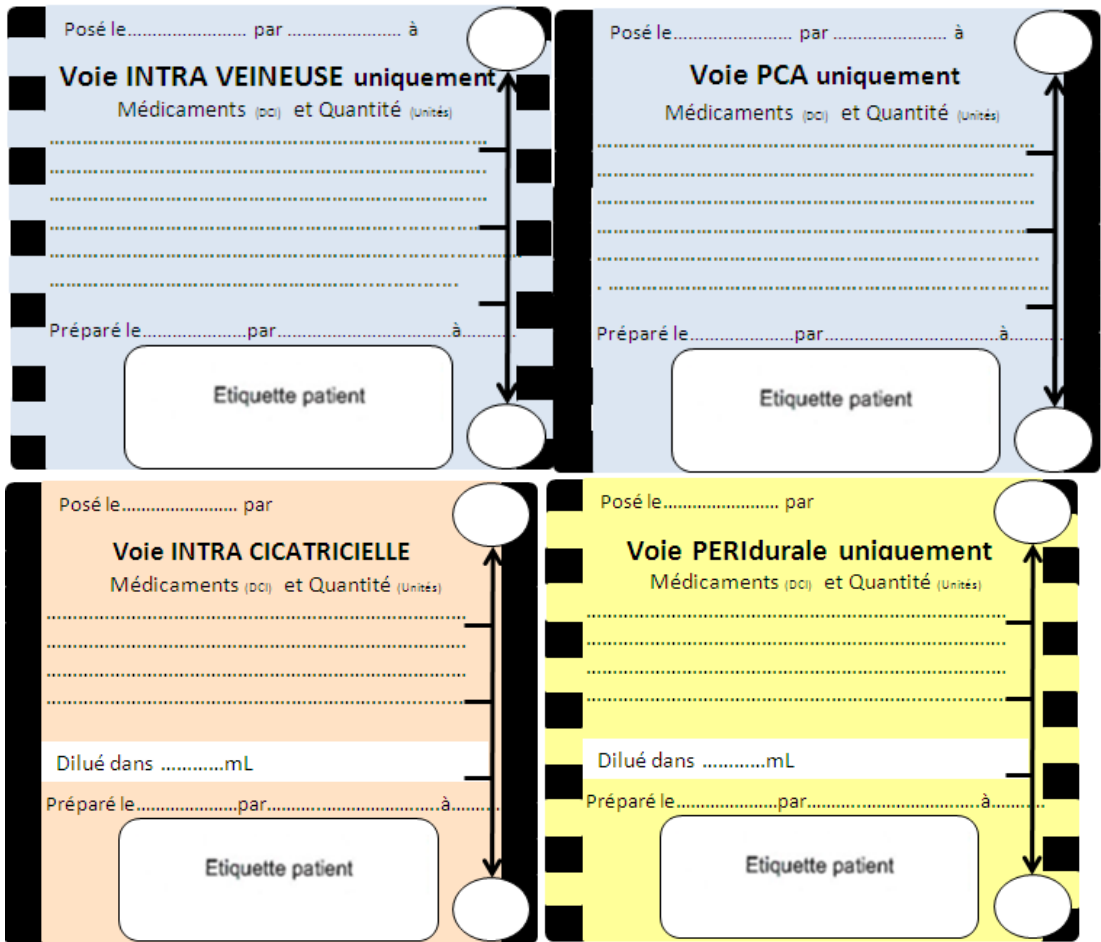 Posé le....................... par ...................... à
Voie INTRA VEINEUSE uniquement
Médicaments (DCI) et Quantité (Unités)
Préparé le....................par..................................à..........
Etiquette patient
Posé le....................... par ...................... à
Voie PCA uniquement
Médicaments (DCI) et Quantité (Unités)
Préparé le....................par..................................à..........
Etiquette patient
Posé le....................... par
Voie INTRA CICATRICIELLE
Médicaments (DCI) et Quantité (Unités)
Dilué dans ............mL
Préparé le....................par..................................à..........
Etiquette patient
Posé le....................... par
Voie PERIdurale uniquement
Médicaments (DCI) et Quantité (Unités)
Dilué dans ............mL
Préparé le....................par..................................à..........
Etiquette patient